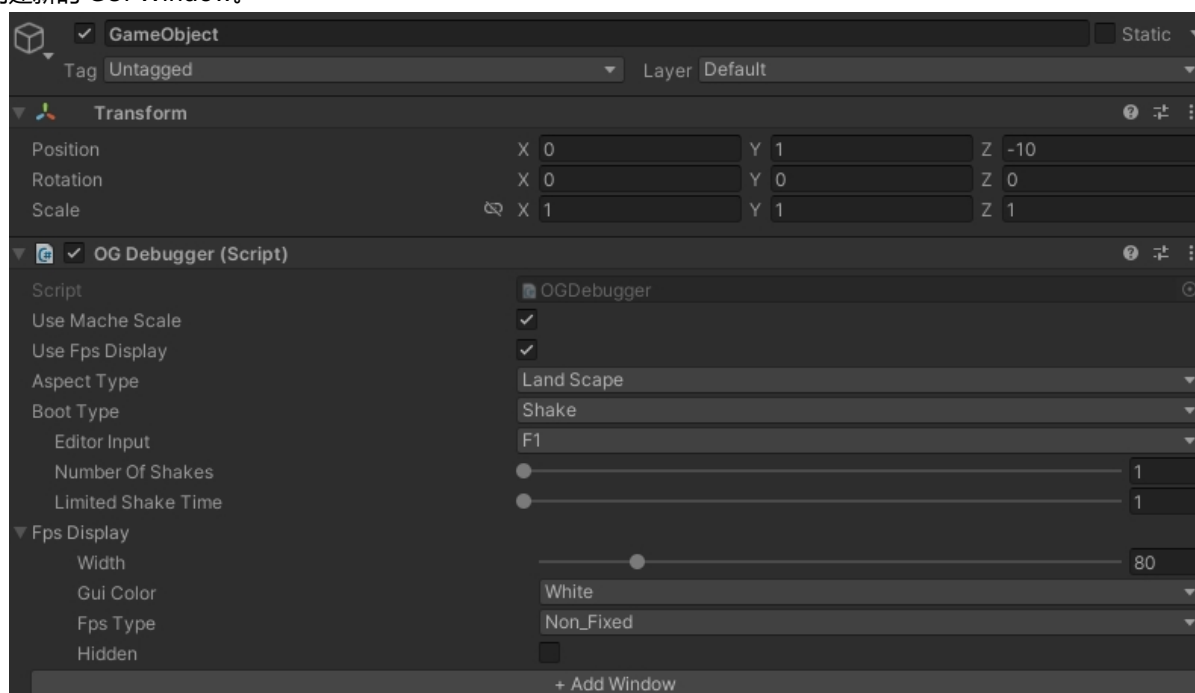 GUI Window。
GameObject
Static
Tag Untagged
Layer Default
Transform
Position X 0 Y 1 Z -10
Rotation X 0 Y 0 Z 0
Scale X 1 Y 1 Z 1
OG Debugger (Script)
Script OGDebugger
Use Mache Scale
Use Fps Display
Aspect Type Land Scape
Boot Type Shake
Editor Input F1
Number Of Shakes 1
Limited Shake Time 1
Fps Display
Width 80
Gui Color White
Fps Type Non_Fixed
Hidden
+ Add Window